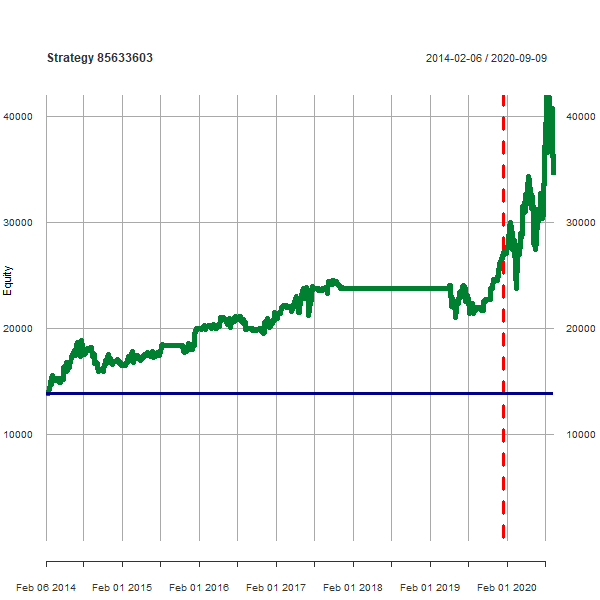 Strategy 85633603
2014-02-06 / 2020-09-09
40000
40000
30000
30000
Equity
20000
20000
10000
10000
Feb 06 2014
Feb 01 2015
Feb 01 2016
Feb 01 2017
Feb 01 2018
Feb 01 2019
Feb 01 2020